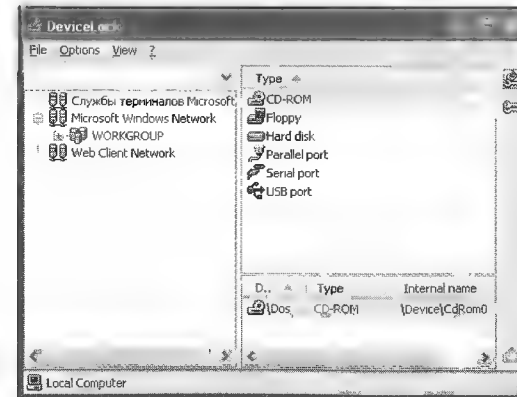 DeviceLock
File Options View ?
Службы терминалов Microsoft
Microsoft Windows Network
WORKGROUP
Web Client Network
Type
CD-ROM
Floppy
Hard disk
Parallel port
Serial port
USB port
D.. Type Internal name
\Dos CD-ROM \Device\CdRom0
Local Computer